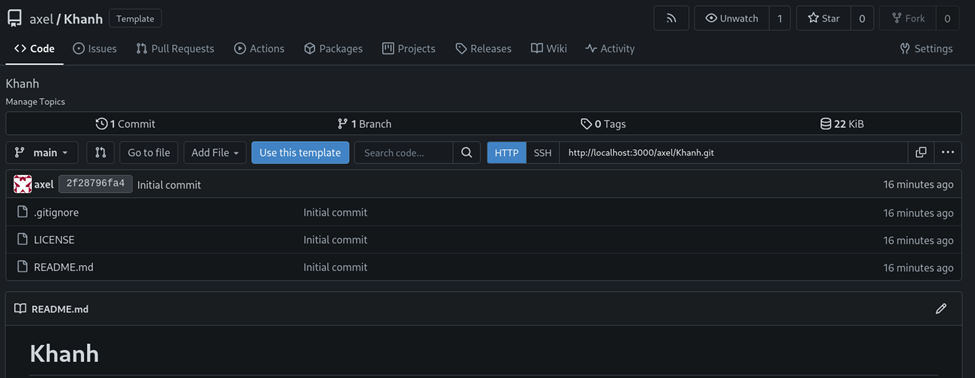 axel / Khanh Template Unwatch 1 Star 0 Fork 0
Code Issues Pull Requests Actions Packages Projects Releases Wiki Activity Settings
Khanh
Manage Topics
1 Commit 1 Branch 0 Tags 22 KiB
main Go to file Add File Use this template Search code... HTTP SSH http://localhost:3000/axel/Khanh.git
axel 2f28796fa4 Initial commit 16 minutes ago
.gitignore Initial commit 16 minutes ago
LICENSE Initial commit 16 minutes ago
README.md Initial commit 16 minutes ago
README.md
Khanh